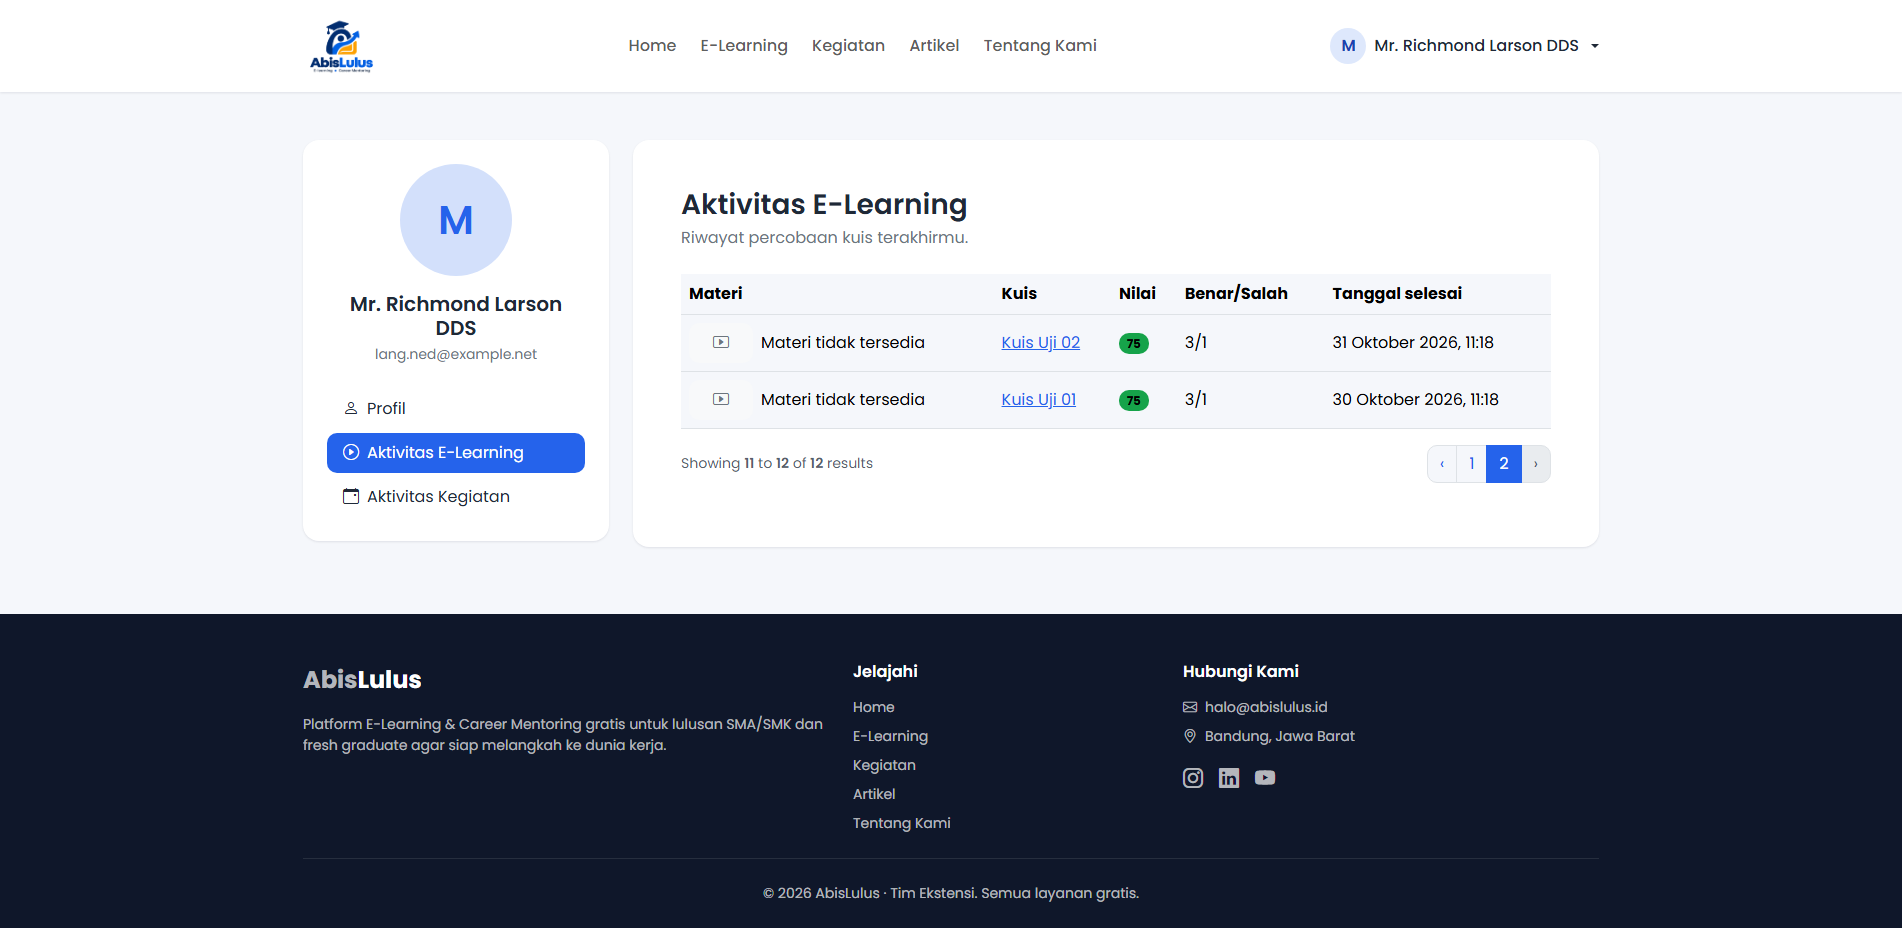 AbisLulus
Home
E-Learning
Kegiatan
Artikel
Tentang Kami
M
Mr. Richmond Larson DDS
M
Mr. Richmond Larson
DDS
lang.ned@example.net
Profil
Aktivitas E-Learning
Aktivitas Kegiatan
Aktivitas E-Learning
Riwayat percobaan kuis terakhirmu.
Materi Kuis Nilai Benar/Salah Tanggal selesai
Materi tidak tersedia Kuis Uji 02 75 3/1 31 Oktober 2026, 11:18
Materi tidak tersedia Kuis Uji 01 75 3/1 30 Oktober 2026, 11:18
Showing 11 to 12 of 12 results
‹ 1 2 ›
AbisLulus
Platform E-Learning & Career Mentoring gratis untuk lulusan SMA/SMK dan
fresh graduate agar siap melangkah ke dunia kerja.
Jelajahi
Home
E-Learning
Kegiatan
Artikel
Tentang Kami
Hubungi Kami
halo@abislulus.id
Bandung, Jawa Barat
© 2026 AbisLulus · Tim Ekstensi. Semua layanan gratis.